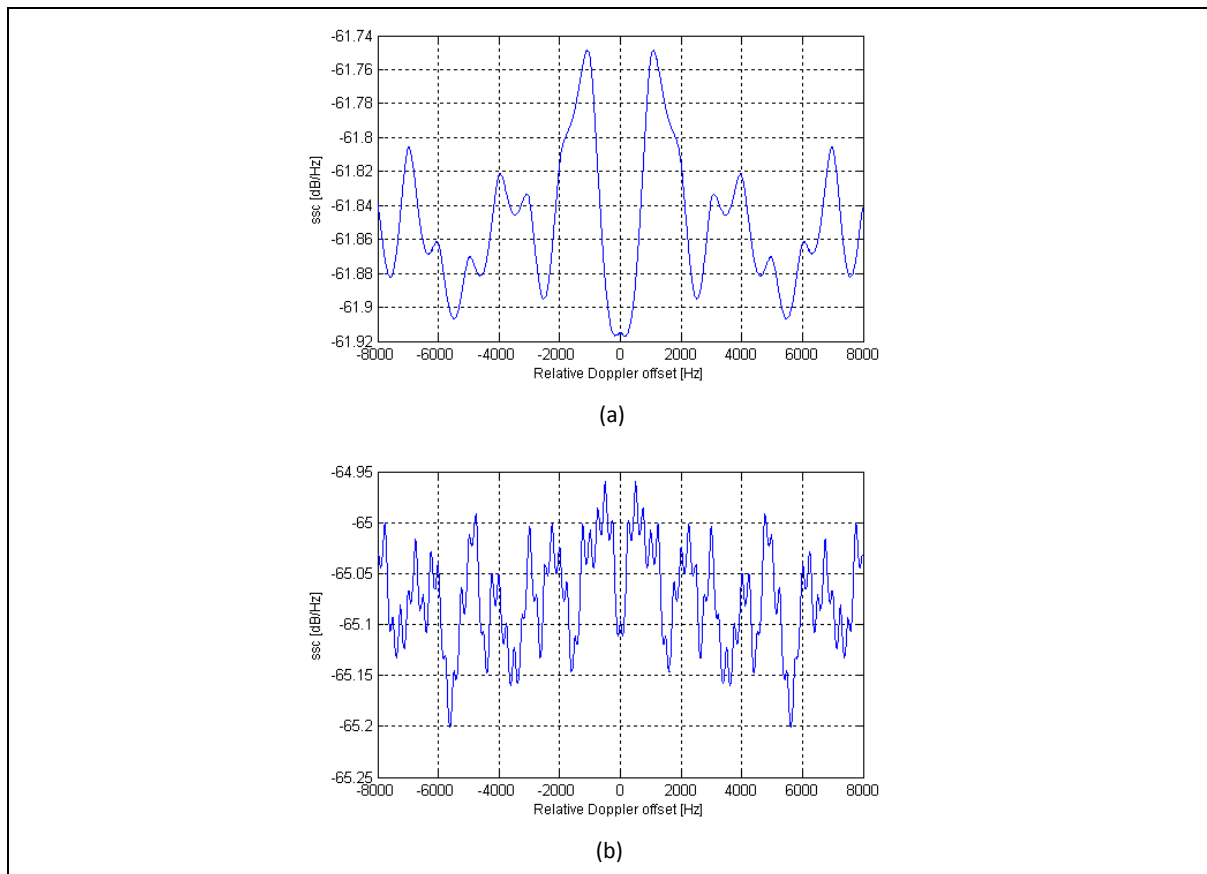 -61.74
-61.76
-61.78
-61.8
-61.82
-61.84
-61.86
-61.88
-61.9
-61.92
ssc [dB/Hz]
-8000 -6000 -4000 -2000 0 2000 4000 6000 8000
Relative Doppler offset [Hz]
(a)
-64.95
-65
-65.05
-65.1
-65.15
-65.2
-65.25
ssc [dB/Hz]
-8000 -6000 -4000 -2000 0 2000 4000 6000 8000
Relative Doppler offset [Hz]
(b)